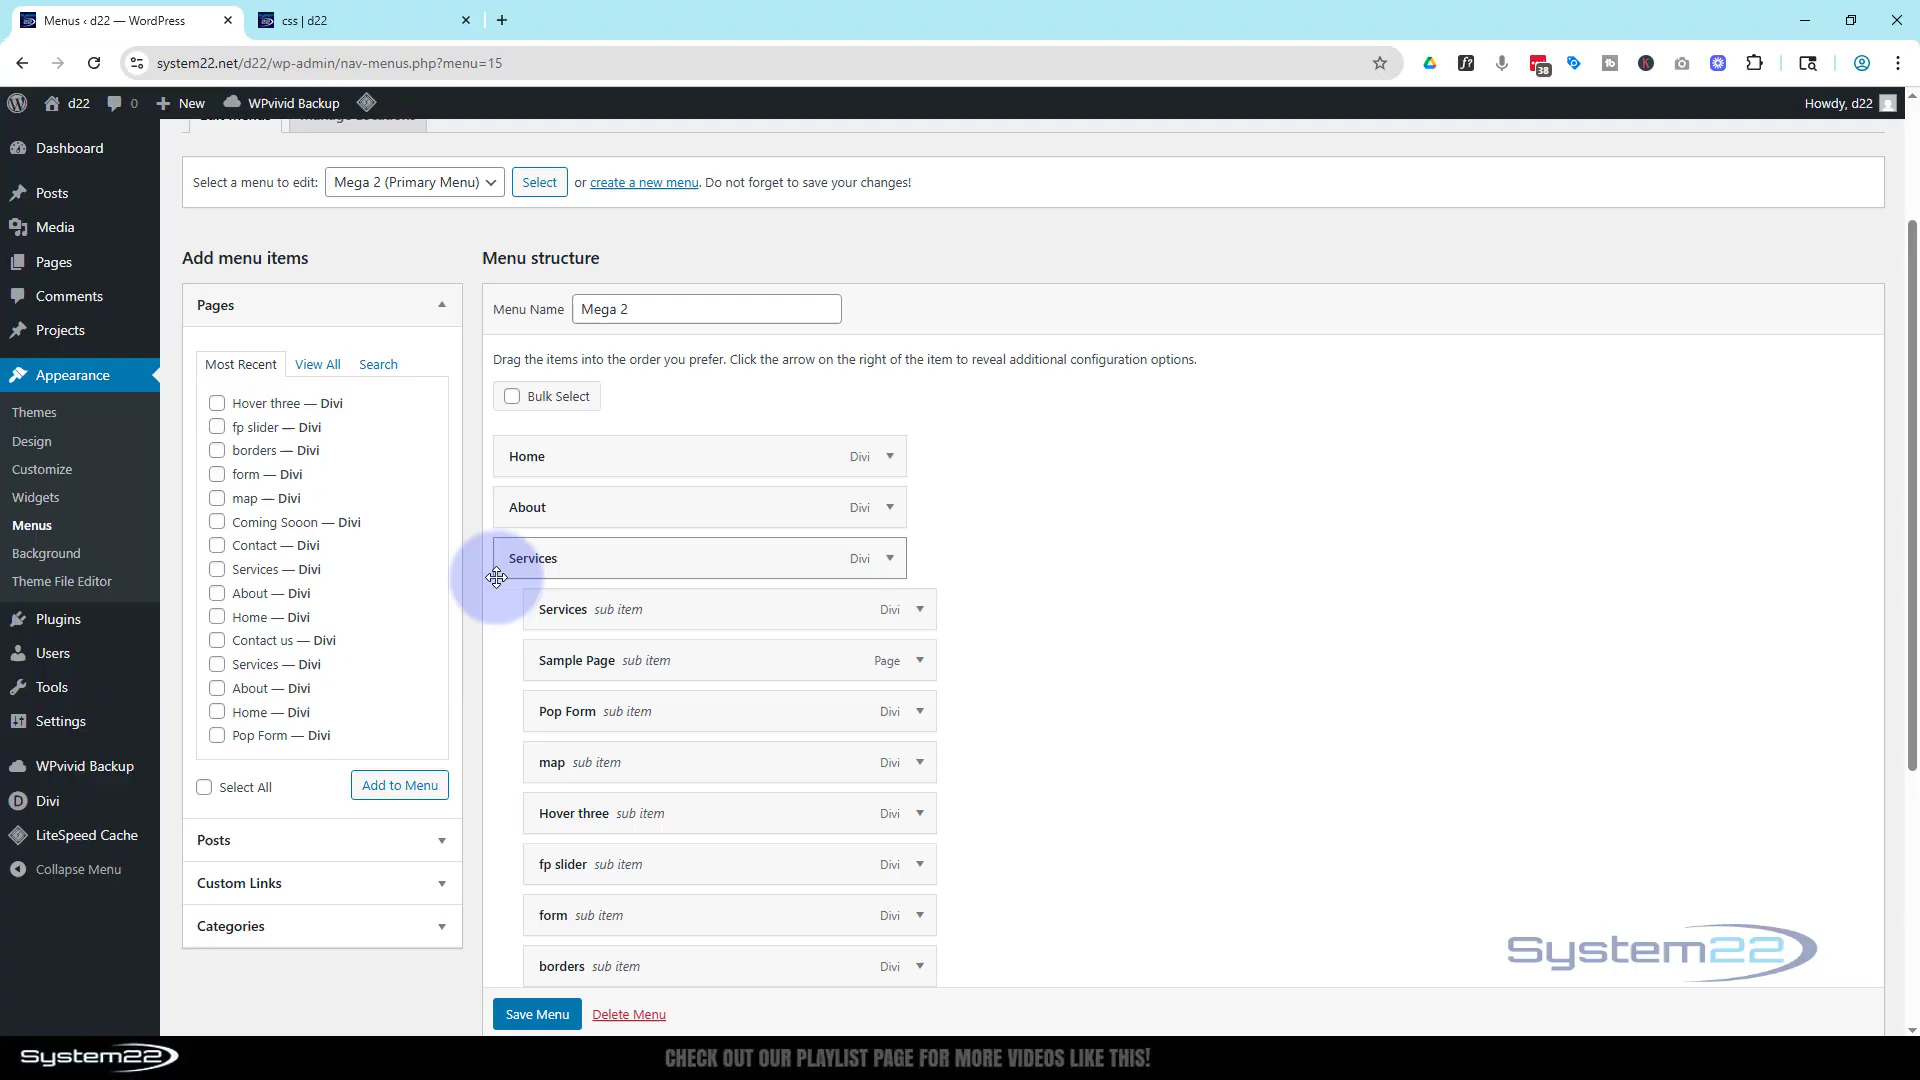 Menus ‹ d22 — WordPress
css | d22
system22.net/d22/wp-admin/nav-menus.php?menu=15
38
d22
0
New
WPvivid Backup
Howdy, d22
Dashboard
Posts
Media
Pages
Comments
Projects
Appearance
Themes
Design
Customize
Widgets
Menus
Background
Theme File Editor
Plugins
Users
Tools
Settings
WPvivid Backup
Divi
LiteSpeed Cache
Collapse Menu
Edit Menus
Manage Locations
Select a menu to edit: Mega 2 (Primary Menu) Select or create a new menu. Do not forget to save your changes!
Add menu items
Pages
Most Recent View All Search
Hover three — Divi
fp slider — Divi
borders — Divi
form — Divi
map — Divi
Coming Sooon — Divi
Contact — Divi
Services — Divi
About — Divi
Home — Divi
Contact us — Divi
Services — Divi
About — Divi
Home — Divi
Pop Form — Divi
Select All
Add to Menu
Posts
Custom Links
Categories
Menu structure
Menu Name Mega 2
Drag the items into the order you prefer. Click the arrow on the right of the item to reveal additional configuration options.
Bulk Select
Home Divi
About Divi
Services Divi
Services sub item Divi
Sample Page sub item Page
Pop Form sub item Divi
map sub item Divi
Hover three sub item Divi
fp slider sub item Divi
form sub item Divi
borders sub item Divi
Save Menu Delete Menu
System22
System22
CHECK OUT OUR PLAYLIST PAGE FOR MORE VIDEOS LIKE THIS!